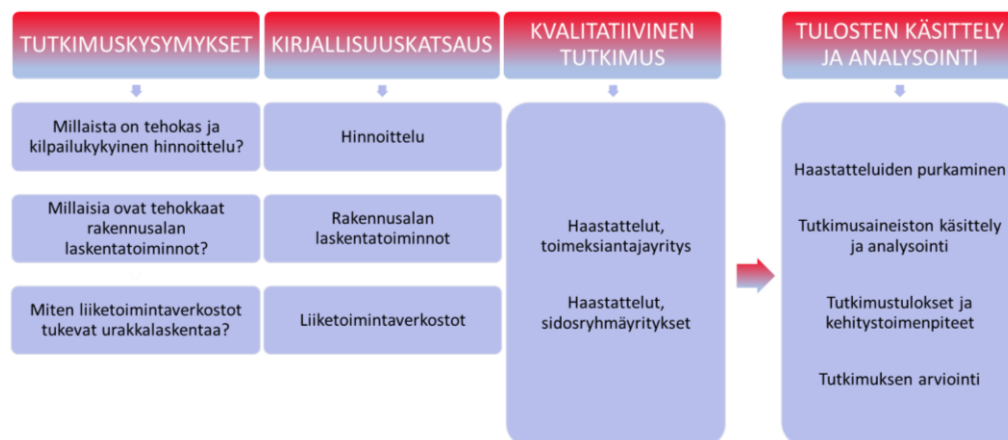 TUTKIMUSKYSYMYKSET
Millaista on tehokas ja
kilpailukykyinen hinnoittelu?
Millaisia ovat tehokkaat
rakennusalan
laskentatoiminnot?
Miten liiketoimintaverkostot
tukevat urakkalaskentaa?
KIRJALLISUUSKATSAUS
Hinnoittelu
Rakennusalan
laskentatoiminnot
Liiketoimintaverkostot
KVALITATIIVINEN
TUTKIMUS
Haastattelut,
toimeksiantajayritys
Haastattelut,
sidosryhmäyritykset
TULOSTEN KÄSITTELY
JA ANALYSOINTI
Haastatteluiden purkaminen
Tutkimusaineiston käsittely
ja analysointi
Tutkimustulokset ja
kehitystoimenpiteet
Tutkimuksen arviointi